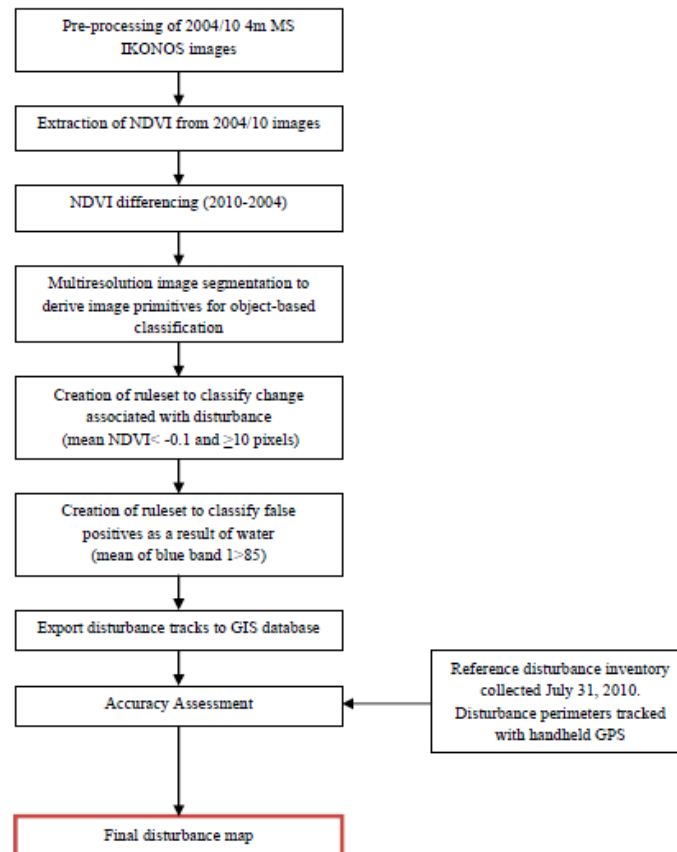 Pre-processing of 2004/10 4m MS
IKONOS images
Extraction of NDVI from 2004/10 images
NDVI differencing (2010-2004)
Multiresolution image segmentation to
derive image primitives for object-based
classification
Creation of ruleset to classify change
associated with disturbance
(mean NDVI< -0.1 and ≥10 pixels)
Creation of ruleset to classify false
positives as a result of water
(mean of blue band 1>85)
Export disturbance tracks to GIS database
Reference disturbance inventory
collected July 31, 2010.
Disturbance perimeters tracked
with handheld GPS
Accuracy Assessment
Final disturbance map